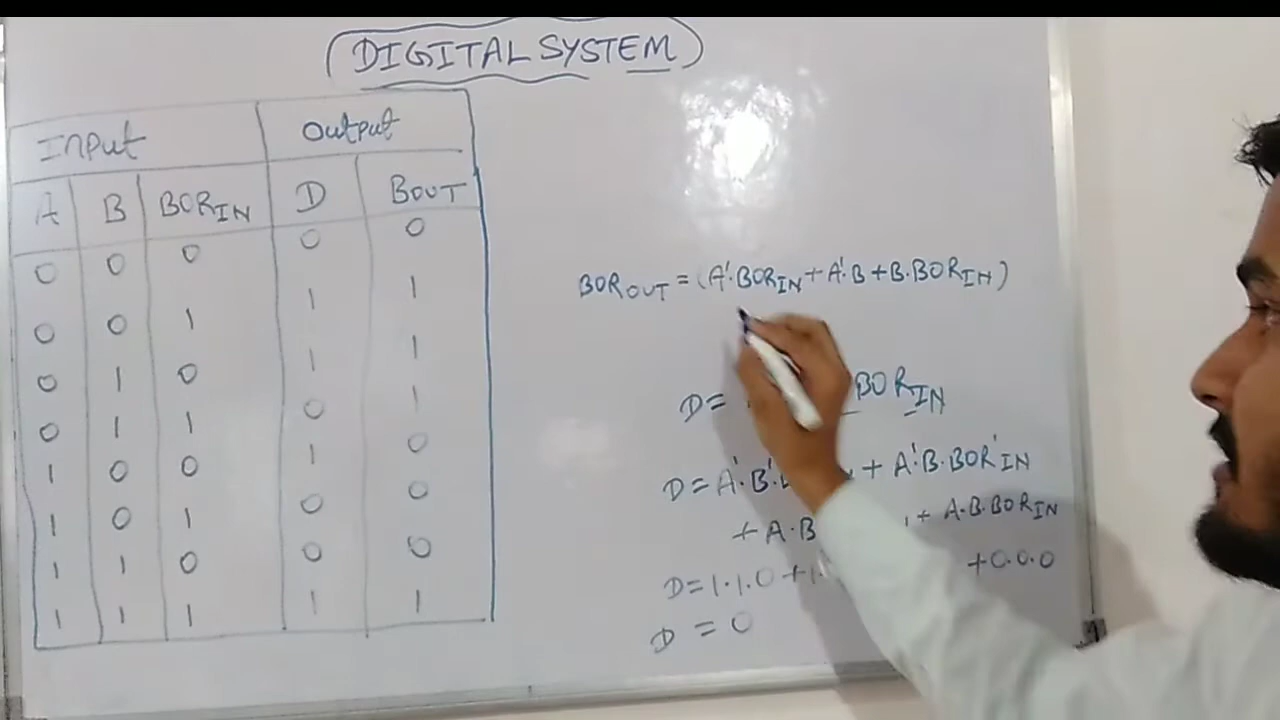 DIGITAL SYSTEM
Input Output
A B BORIN D BOUT
0 0 0 0 0
0 0 1 1 1
0 1 0 1 1
0 1 1 0 1
1 0 0 1 0
1 0 1 0 0
1 1 0 0 0
1 1 1 1 1
BOROUT = (A'.BORIN + A'.B + B.BORIN)
D = BORIN
D = A'.B'. + A'.B.BOR'IN
+ A.B + A.B.BORIN
D = 1.1.0 + 1. +0.0.0
D = 0